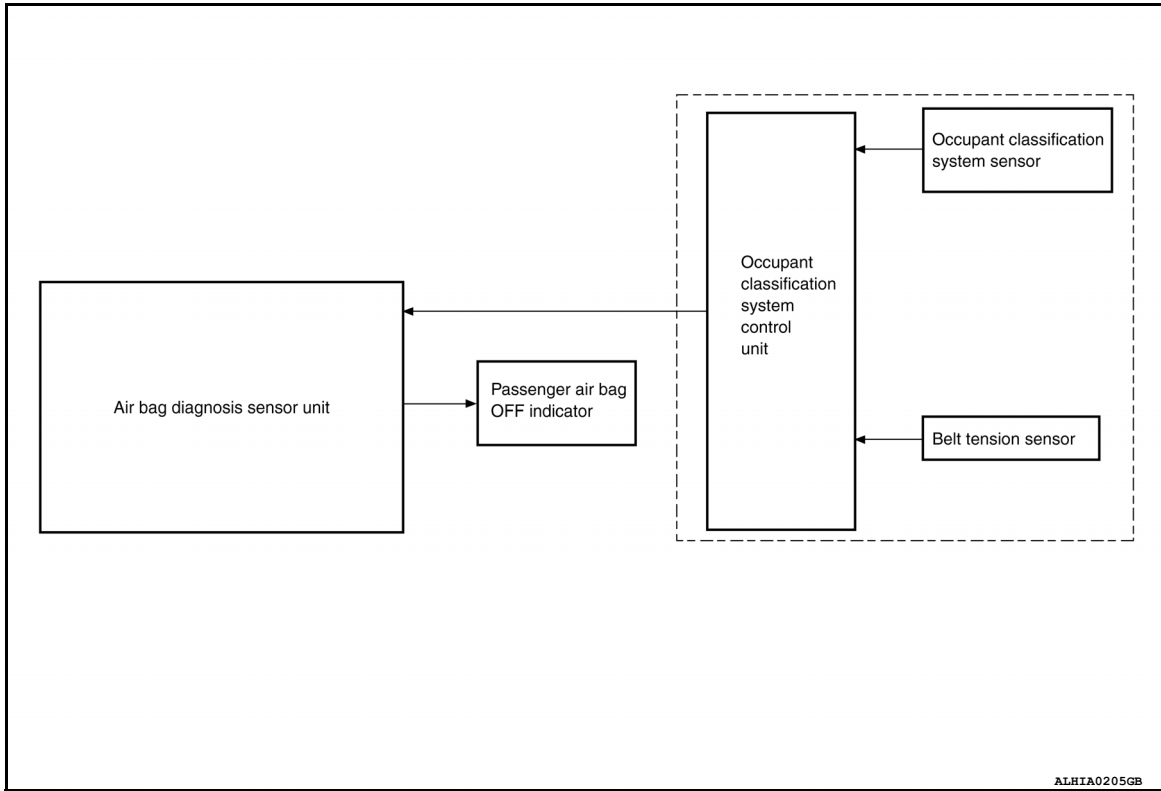 Occupant classification
system sensor
Occupant
classification
system
control
unit
Air bag diagnosis sensor unit
Passenger air bag
OFF indicator
Belt tension sensor
ALHIA0205GB